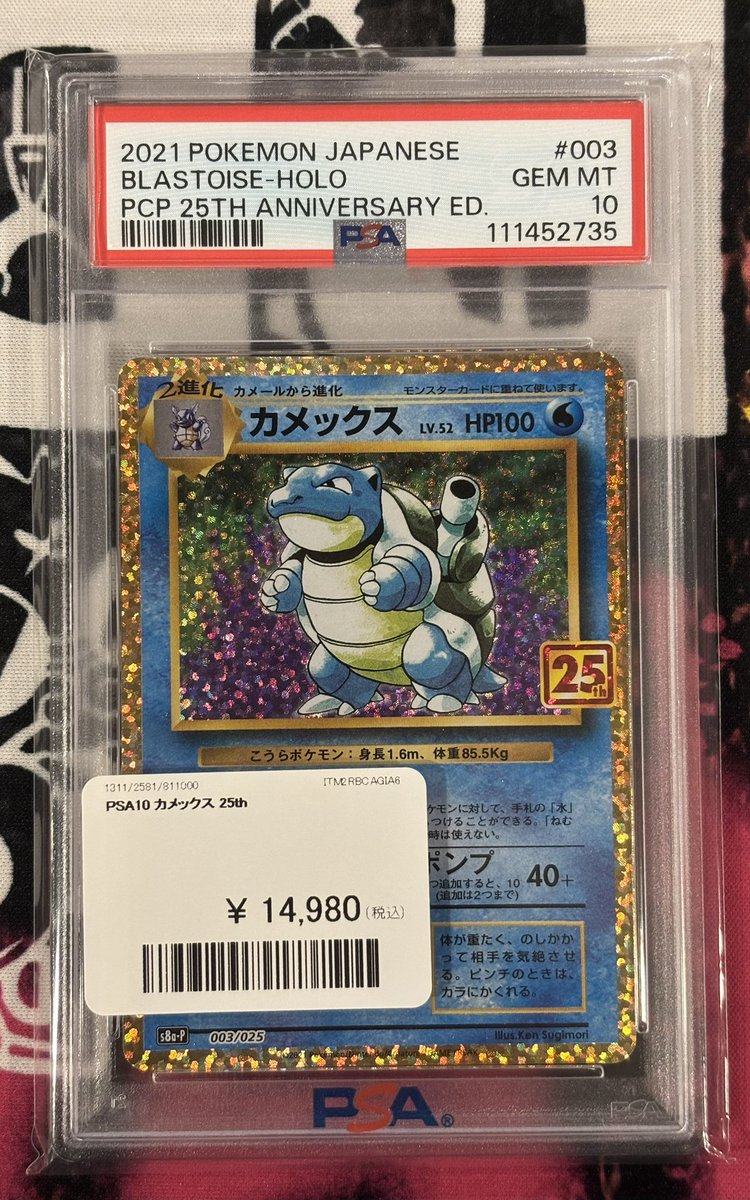 2021 POKEMON JAPANESE #003
BLASTOISE-HOLO GEM MT
PCP 25TH ANNIVERSARY ED. 10
PSA 111452735
2進化 カメールから進化 モンスターカードに重ねて使います。
カメックス LV.52 HP100
25th
こうらポケモン：身長1.6m、体重85.5Kg
1311/2581/811000 ITM2RBCAGIA6
PSA10 カメックス 25th
¥ 14,980(税込)
ケモンに対して、手札の「水」
つけることができる。「ねむ
時は使えない。
ポンプ 40+
つ追加すると、10
(追加は2つまで)
体が重たく、のしかか
って相手を気絶させ
る。ピンチのときは、
カラにかくれる。
s8a-P 003/025 Illus.Ken Sugimori
PSA®
PSA